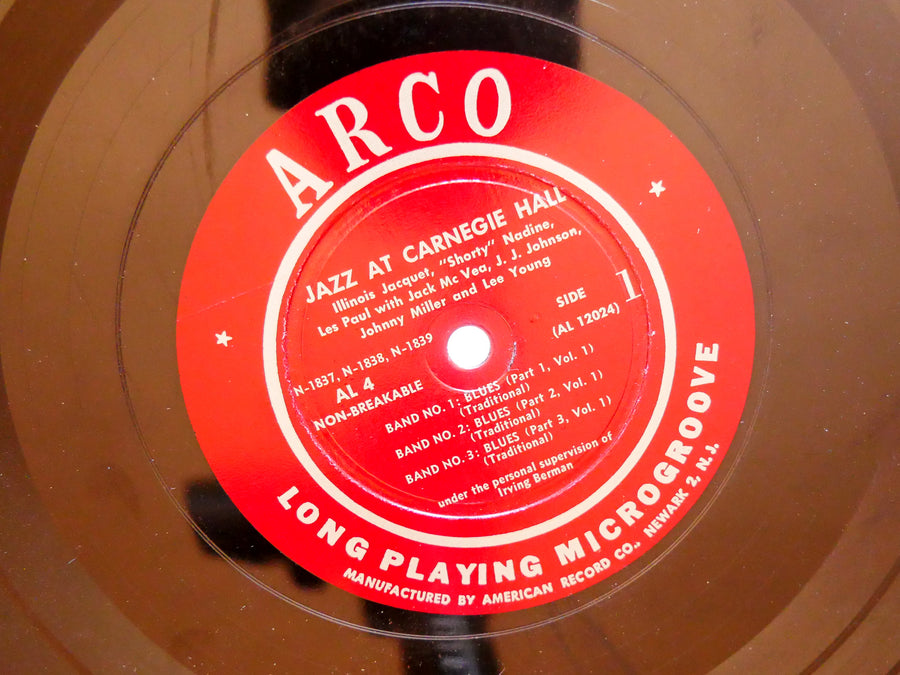 ARCO
JAZZ AT CARNEGIE HALL
Illinois Jacquet, "Shorty" Nadine,
Les Paul with Jack Mc Vea, J. J. Johnson,
Johnny Miller and Lee Young
SIDE 1
(AL 12024)
N-1837, N-1838, N-1839
AL 4
NON-BREAKABLE
BAND NO. 1: BLUES (Part 1, Vol. 1)
(Traditional)
BAND NO. 2: BLUES (Part 2, Vol. 1)
(Traditional)
BAND NO. 3: BLUES (Part 3, Vol. 1)
(Traditional)
under the personal supervision of
Irving Berman
LONG PLAYING MICROGROOVE
MANUFACTURED BY AMERICAN RECORD CO., NEWARK 2, N.J.